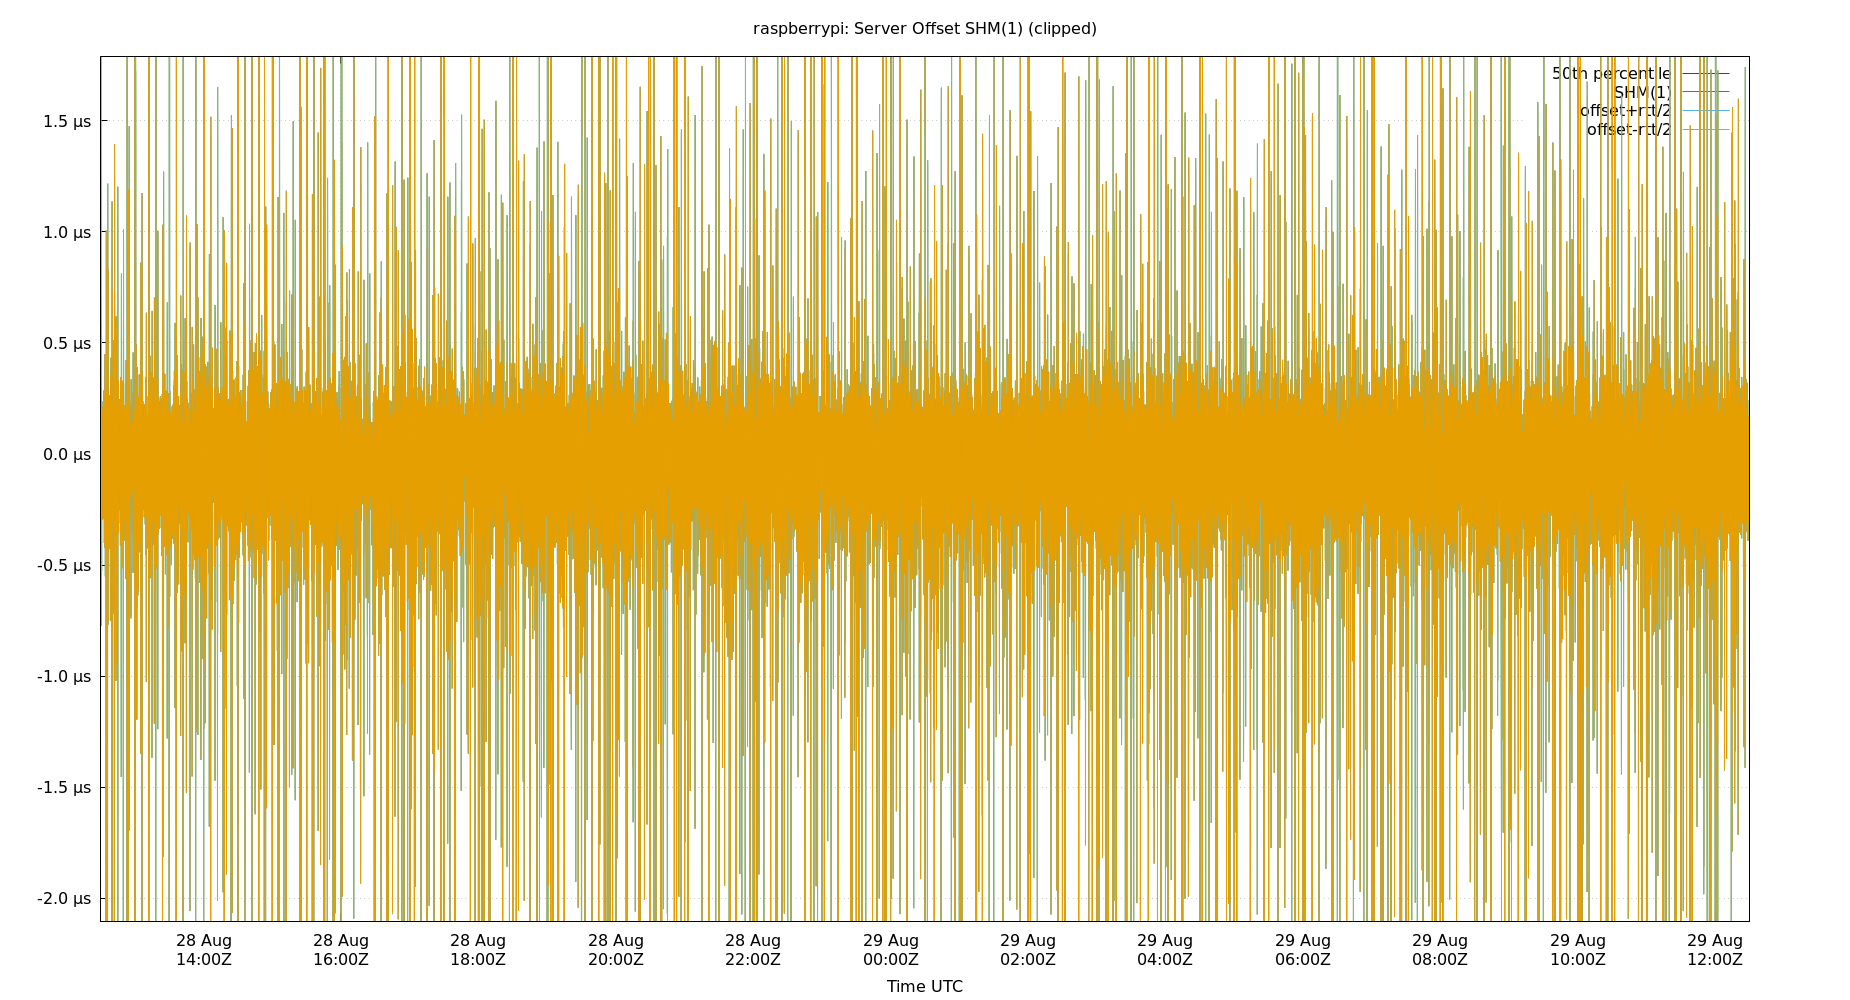 raspberrypi: Server Offset SHM(1) (clipped)
50th percentile
SHM(1)
offset+rtt/2
offset-rtt/2
1.5 µs
1.0 µs
0.5 µs
0.0 µs
-0.5 µs
-1.0 µs
-1.5 µs
-2.0 µs
28 Aug 28 Aug 28 Aug 28 Aug 28 Aug 29 Aug 29 Aug 29 Aug 29 Aug 29 Aug 29 Aug 29 Aug
14:00Z 16:00Z 18:00Z 20:00Z 22:00Z 00:00Z 02:00Z 04:00Z 06:00Z 08:00Z 10:00Z 12:00Z
Time UTC